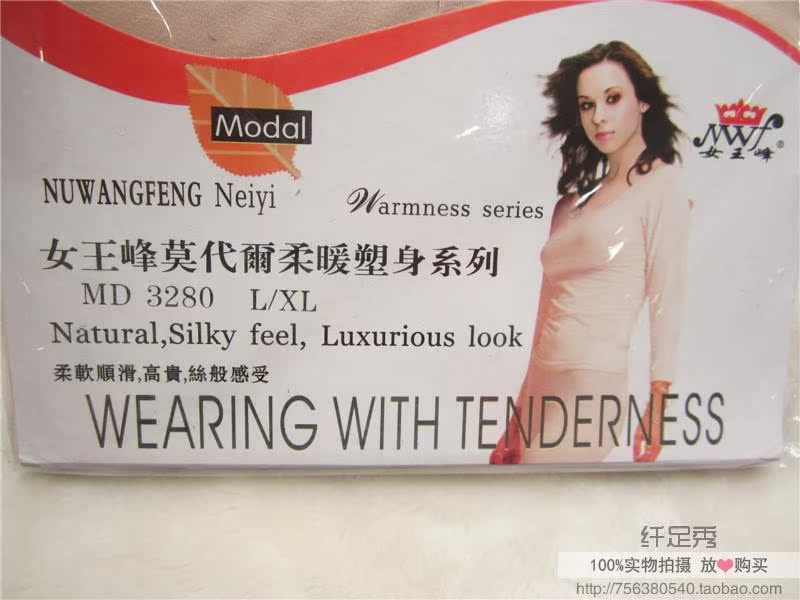 Modal
NWf®
女王峰
NUWANGFENG Neiyi
Warmness series
女王峰莫代爾柔暖塑身系列
MD 3280 L/XL
Natural,Silky feel, Luxurious look
柔軟順滑,高貴,絲般感受
WEARING WITH TENDERNESS
纤足秀
100%实物拍摄 放❤购买
http://756380540.taobao.com